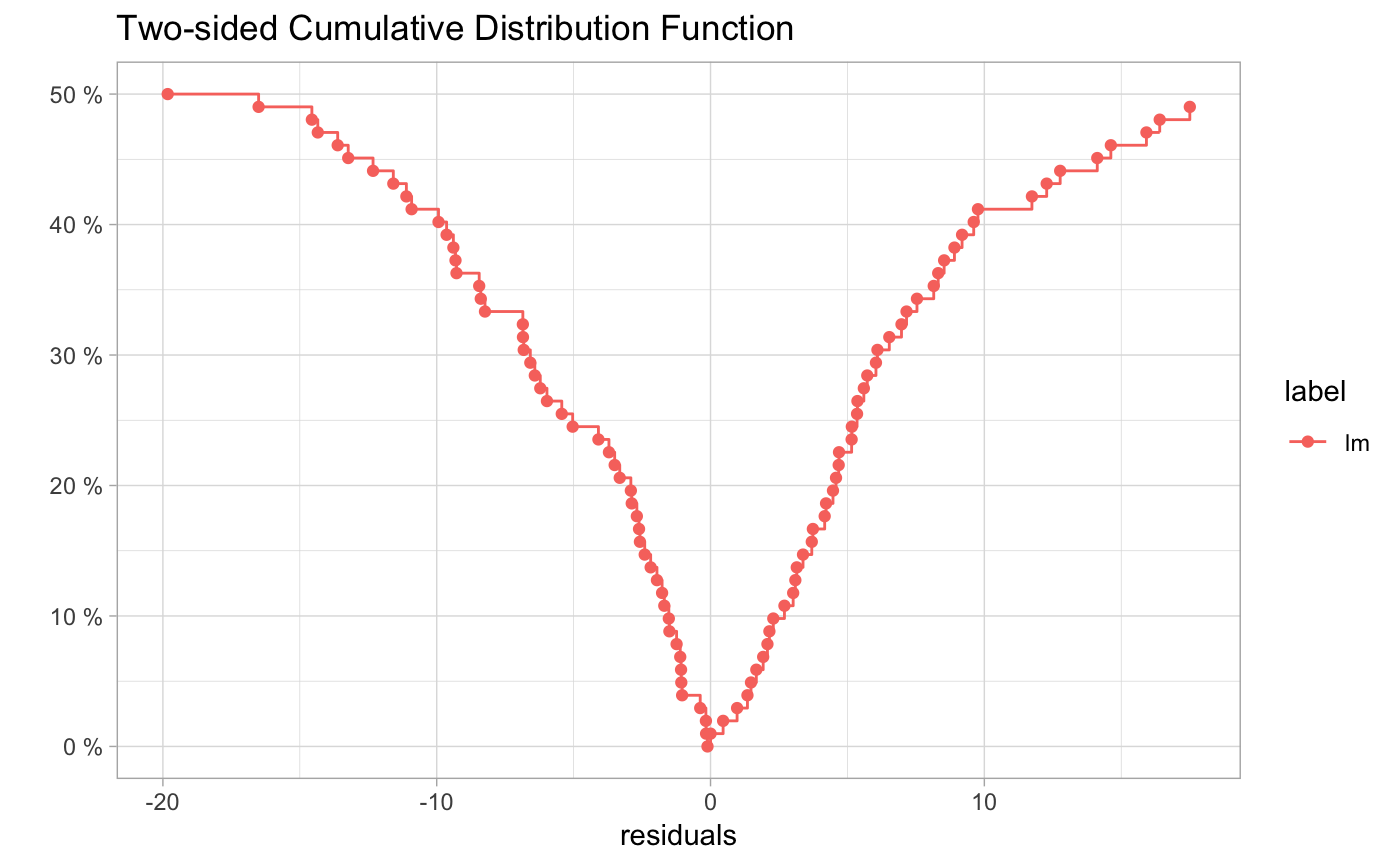 Two-sided Cumulative Distribution Function
50 %
40 %
30 %
20 %
10 %
0 %
-20
-10
0
10
residuals
label
lm